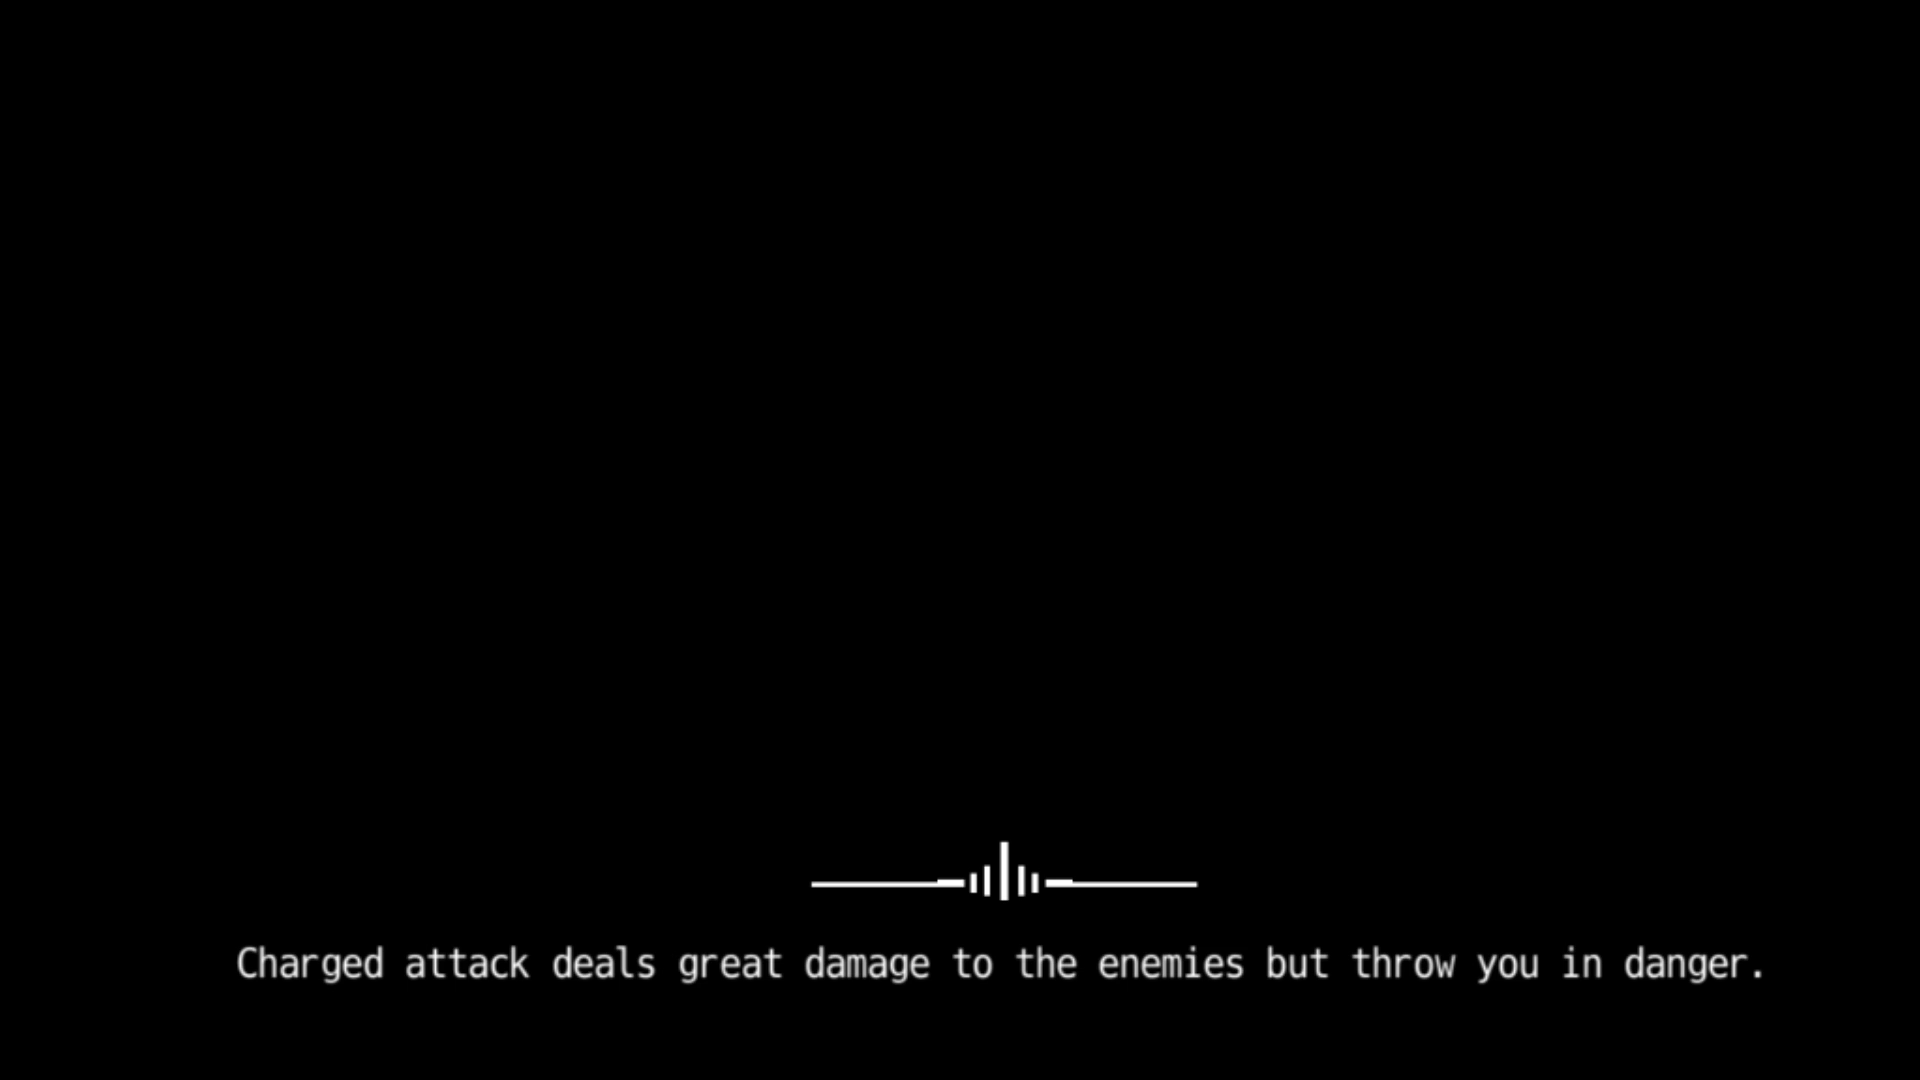 Charged attack deals great damage to the enemies but throw you in danger.